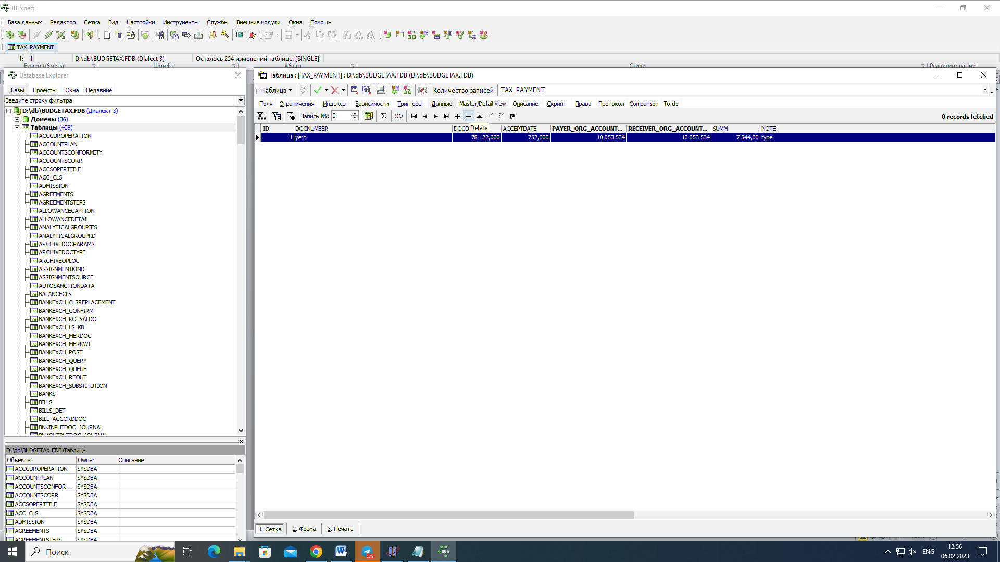 IBExpert
База данных Редактор Сетка Вид Настройки Инструменты Службы Внешние модули Окна Помощь
TAX_PAYMENT
1: 1 D:\db\BUDGETAX.FDB (Dialect 3) Осталось 254 изменений таблицы [SINGLE]
Буфер обмена Шрифт Абзац Стили Редактирование
Database Explorer
Базы Проекты Окна Недавние
Введите строку фильтра
D:\db\BUDGETAX.FDB (Диалект 3)
Домены (36)
Таблицы (409)
ACCCUROPERATION
ACCOUNTPLAN
ACCOUNTSCONFORMITY
ACCOUNTSCORR
ACCSOPERTITLE
ACC_CLS
ADMISSION
AGREEMENTS
AGREEMENTSTEPS
ALLOWANCECAPTION
ALLOWANCEDETAIL
ANALYTICALGROUPIFS
ANALYTICALGROUPKD
ARCHIVEDOCPARAMS
ARCHIVEDOCTYPE
ARCHIVEOPLOG
ASSIGNMENTKIND
ASSIGNMENTSOURCE
AUTOSANCTIONDATA
BALANCECLS
BANKEXCH_CLSREPLACEMENT
BANKEXCH_CONFIRM
BANKEXCH_KO_SALDO
BANKEXCH_LS_KB
BANKEXCH_MERDOC
BANKEXCH_MERKWI
BANKEXCH_POST
BANKEXCH_QUERY
BANKEXCH_QUEUE
BANKEXCH_REOUT
BANKEXCH_SUBSTITUTION
BANKS
BILLS
BILLS_DET
BILL_ACCORDDOC
BNKINPUTDOC_JOURNAL
BNKOUTPUTDOC_JOURNAL
D:\db\BUDGETAX.FDB\Таблицы
Объекты Owner Описание
ACCCUROPERATION SYSDBA
ACCOUNTPLAN SYSDBA
ACCOUNTSCONFOR... SYSDBA
ACCOUNTSCORR SYSDBA
ACCSOPERTITLE SYSDBA
ACC_CLS SYSDBA
ADMISSION SYSDBA
AGREEMENTS SYSDBA
AGREEMENTSTEPS SYSDBA
Таблица : [TAX_PAYMENT] : D:\db\BUDGETAX.FDB (D:\db\BUDGETAX.FDB)
Таблица Количество записей TAX_PAYMENT
Поля Ограничения Индексы Зависимости Триггеры Данные Master/Detail View Описание Скрипт Права Протокол Comparison To-do
Запись №: 0 Σ ÖΩ 0 records fetched
Delete
ID DOCNUMBER DOCD ACCEPTDATE PAYER_ORG_ACCOUNT... RECEIVER_ORG_ACCOUNT... SUMM NOTE
1 yerp 78 122,000 752,000 10 053 534 10 053 534 7 544,00 type
1. Сетка 2. Форма 3. Печать
Поиск
.78
ENG
12:56
06.02.2023